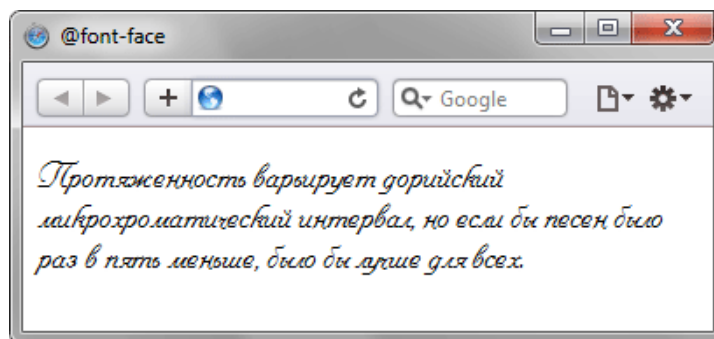 @font-face
Google
Протяженность варьирует дорийский
микрохроматический интервал, но если бы песен было
раз в пять меньше, было бы лучше для всех.